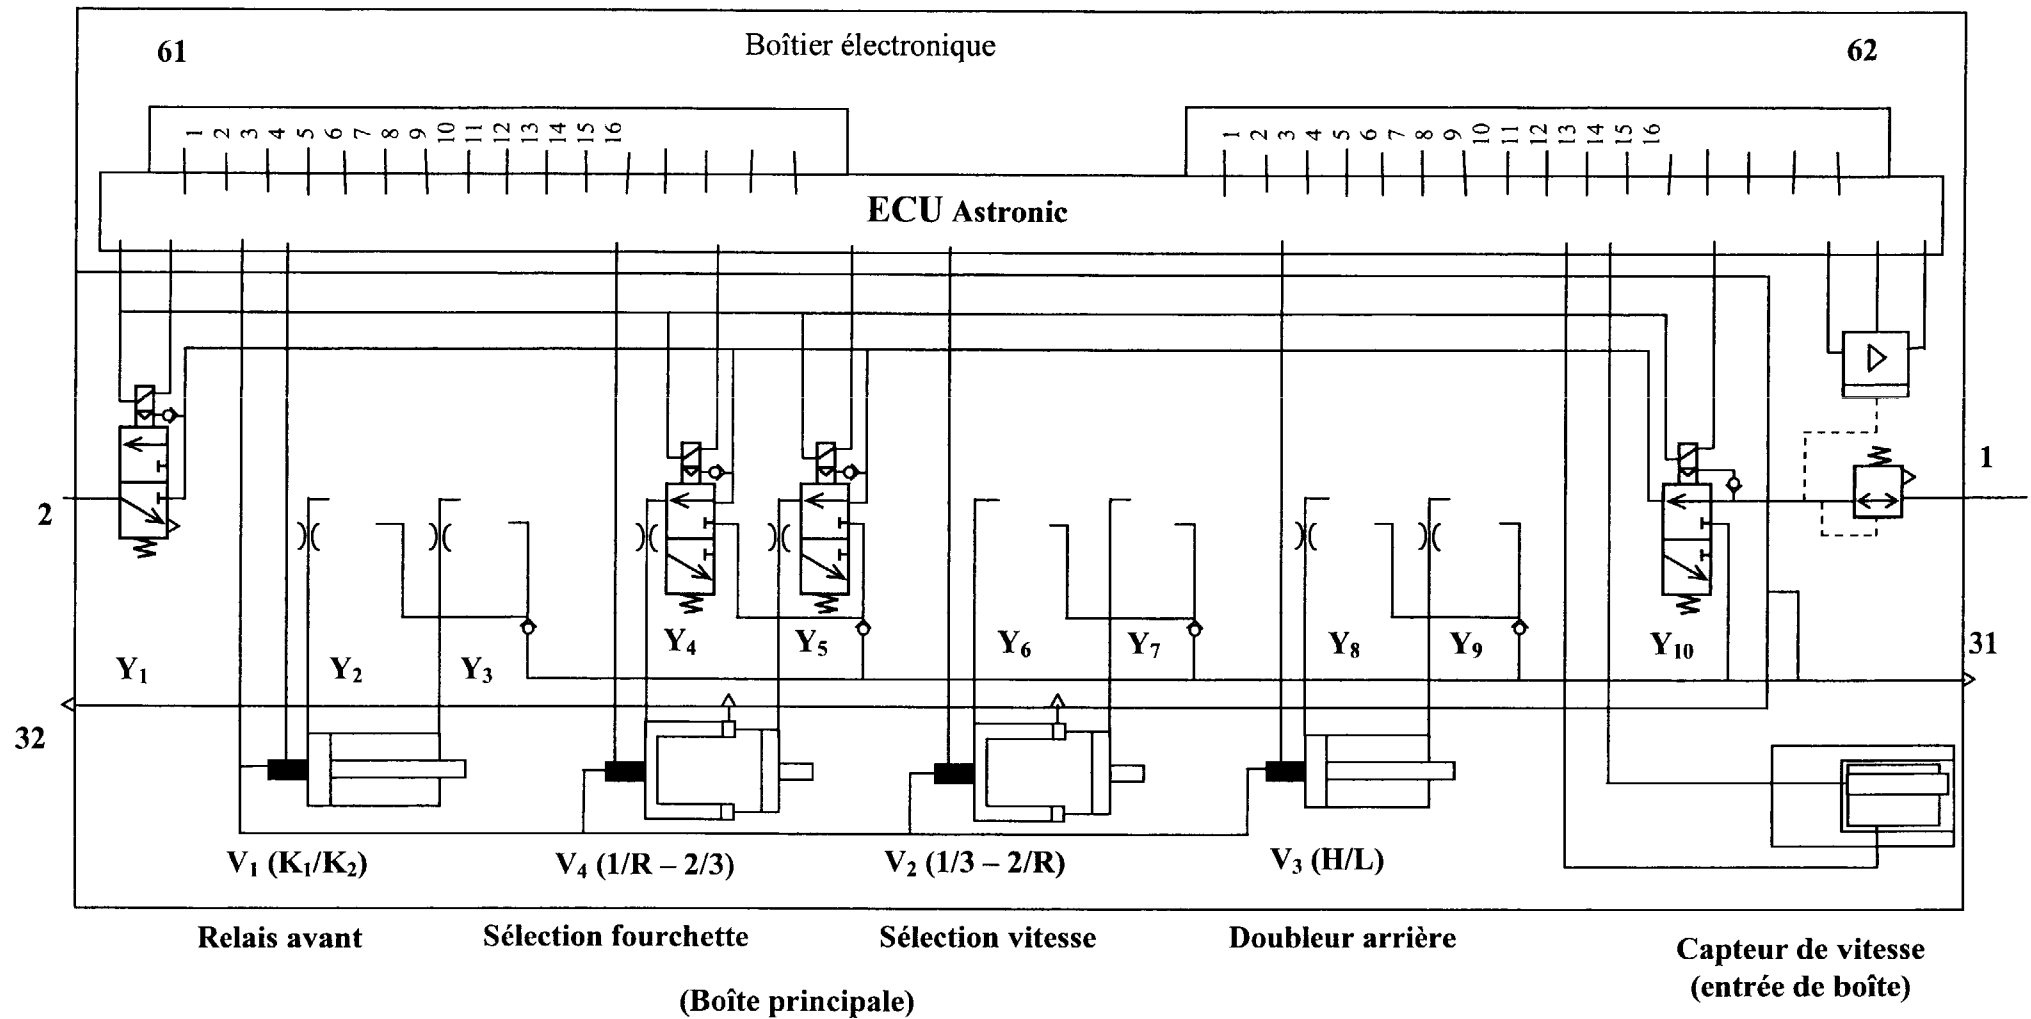 61
Boîtier électronique
62
1 2 3 4 5 6 7 8 9 10 11 12 13 14 15 16
1 2 3 4 5 6 7 8 9 10 11 12 13 14 15 16
ECU Astronic
1
2
Y₁
Y₂
Y₃
Y₄
Y₅
Y₆
Y₇
Y₈
Y₉
Y₁₀
31
32
V₁ (K₁/K₂)
V₄ (1/R – 2/3)
V₂ (1/3 – 2/R)
V₃ (H/L)
Relais avant
Sélection fourchette
Sélection vitesse
Doubleur arrière
Capteur de vitesse
(entrée de boîte)
(Boîte principale)